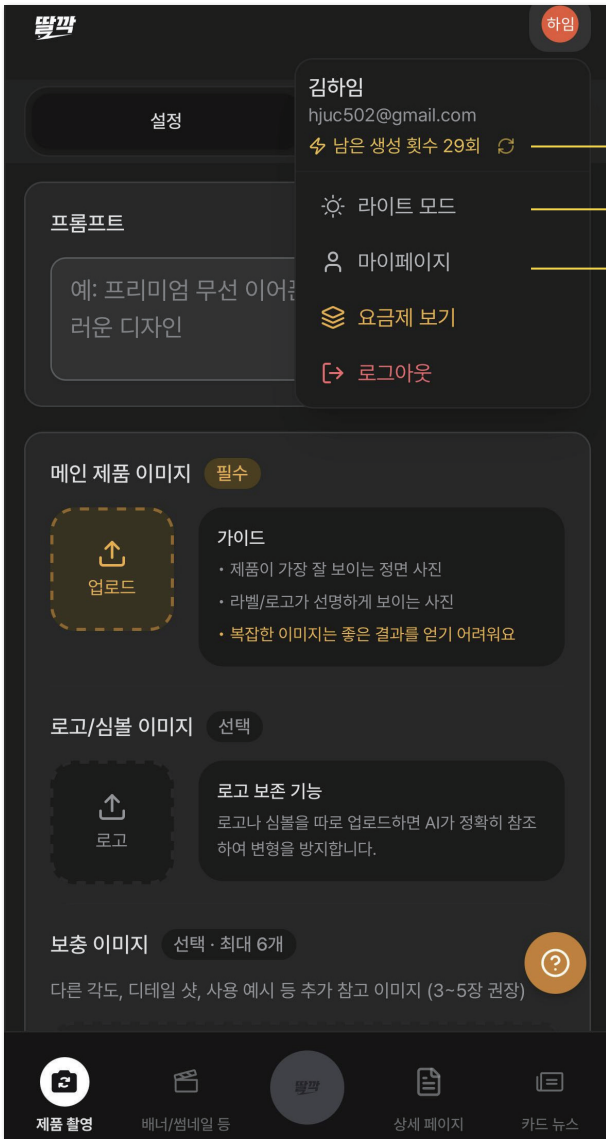 딸깍
하임
김하임
hjuc502@gmail.com
남은 생성 횟수 29회
설정
라이트 모드
마이페이지
요금제 보기
로그아웃
프롬프트
예: 프리미엄 무선 이어
러운 디자인
메인 제품 이미지 필수
업로드
가이드
• 제품이 가장 잘 보이는 정면 사진
• 라벨/로고가 선명하게 보이는 사진
• 복잡한 이미지는 좋은 결과를 얻기 어려워요
로고/심볼 이미지 선택
로고
로고 보존 기능
로고나 심볼을 따로 업로드하면 AI가 정확히 참조
하여 변형을 방지합니다.
보충 이미지 선택 · 최대 6개
다른 각도, 디테일 샷, 사용 예시 등 추가 참고 이미지 (3~5장 권장)
제품 촬영
배너/썸네일 등
딸깍
상세 페이지
카드 뉴스